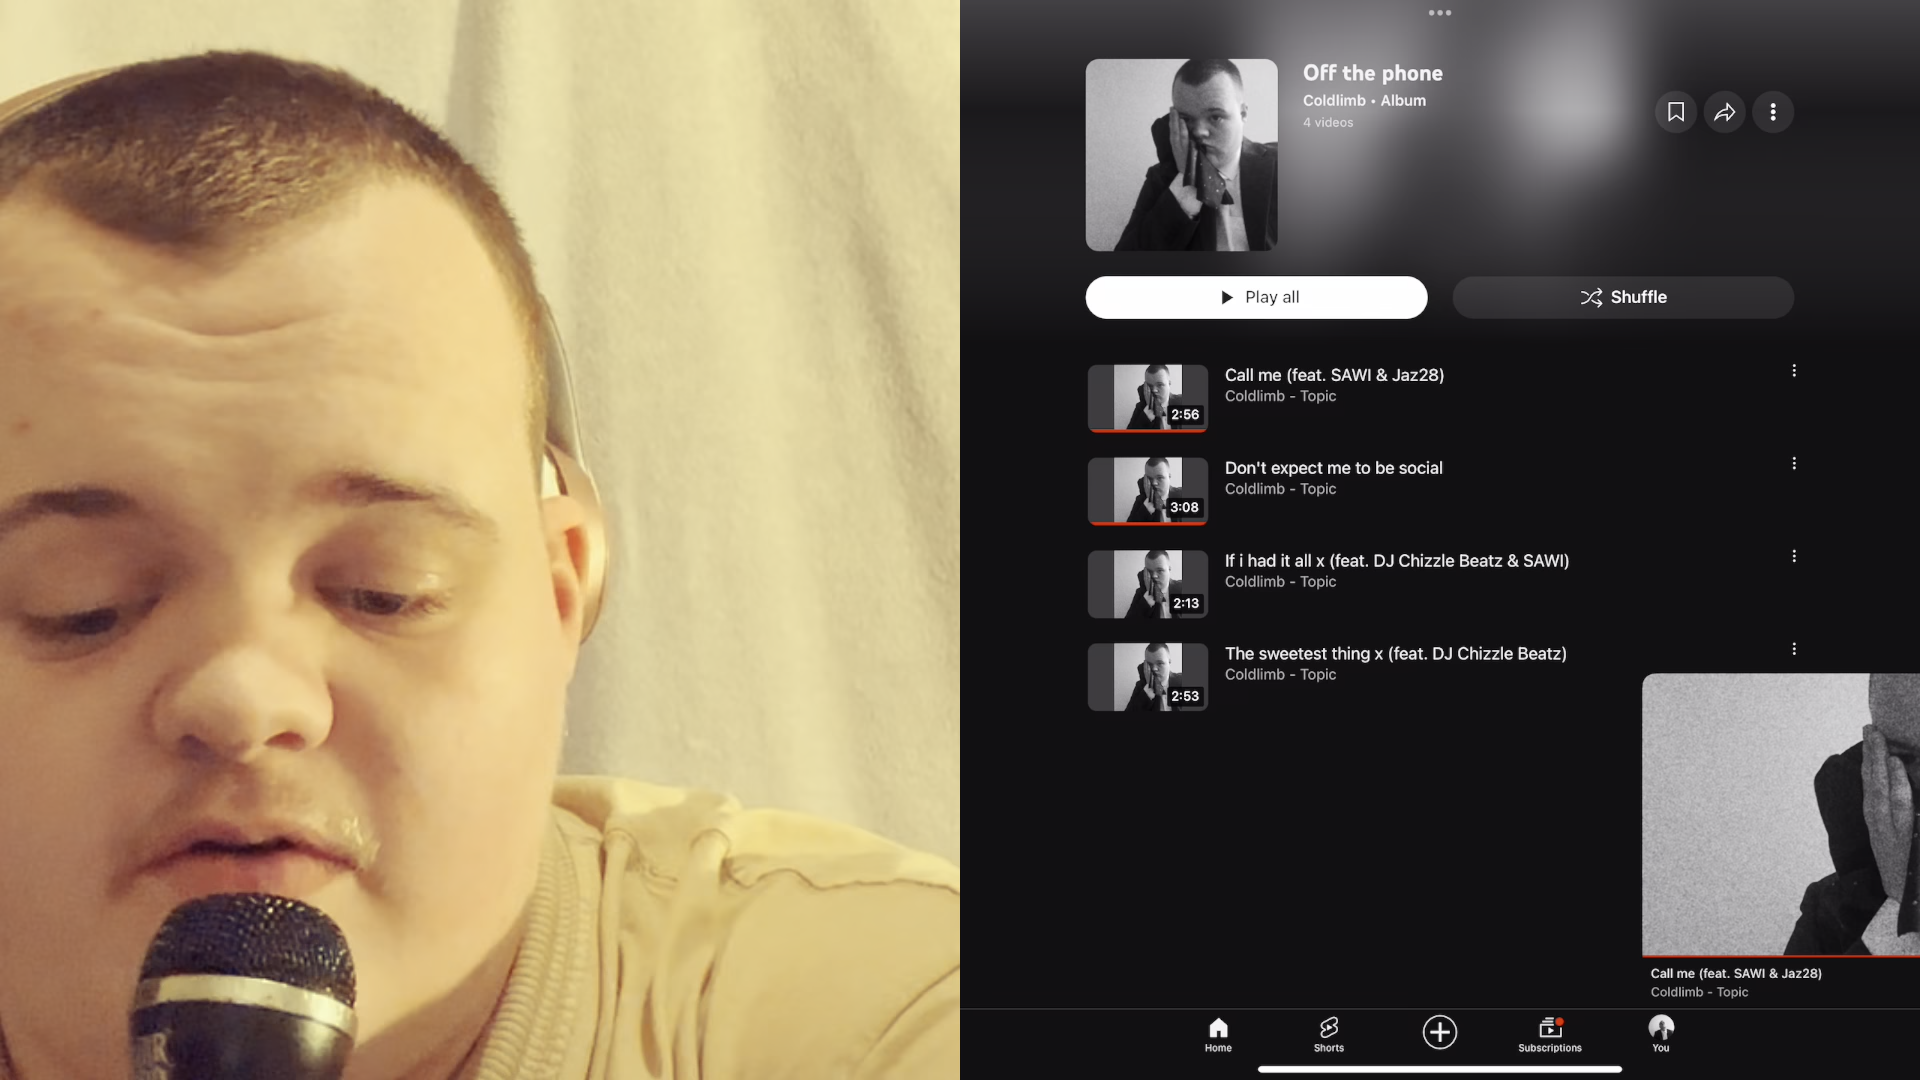 Off the phone
Coldlimb • Album
4 videos
Play all
Shuffle
Call me (feat. SAWI & Jaz28)
Coldlimb - Topic
2:56
Don't expect me to be social
Coldlimb - Topic
3:08
If i had it all x (feat. DJ Chizzle Beatz & SAWI)
Coldlimb - Topic
2:13
The sweetest thing x (feat. DJ Chizzle Beatz)
Coldlimb - Topic
2:53
Call me (feat. SAWI & Jaz28)
Coldlimb - Topic
Home
Shorts
Subscriptions
You